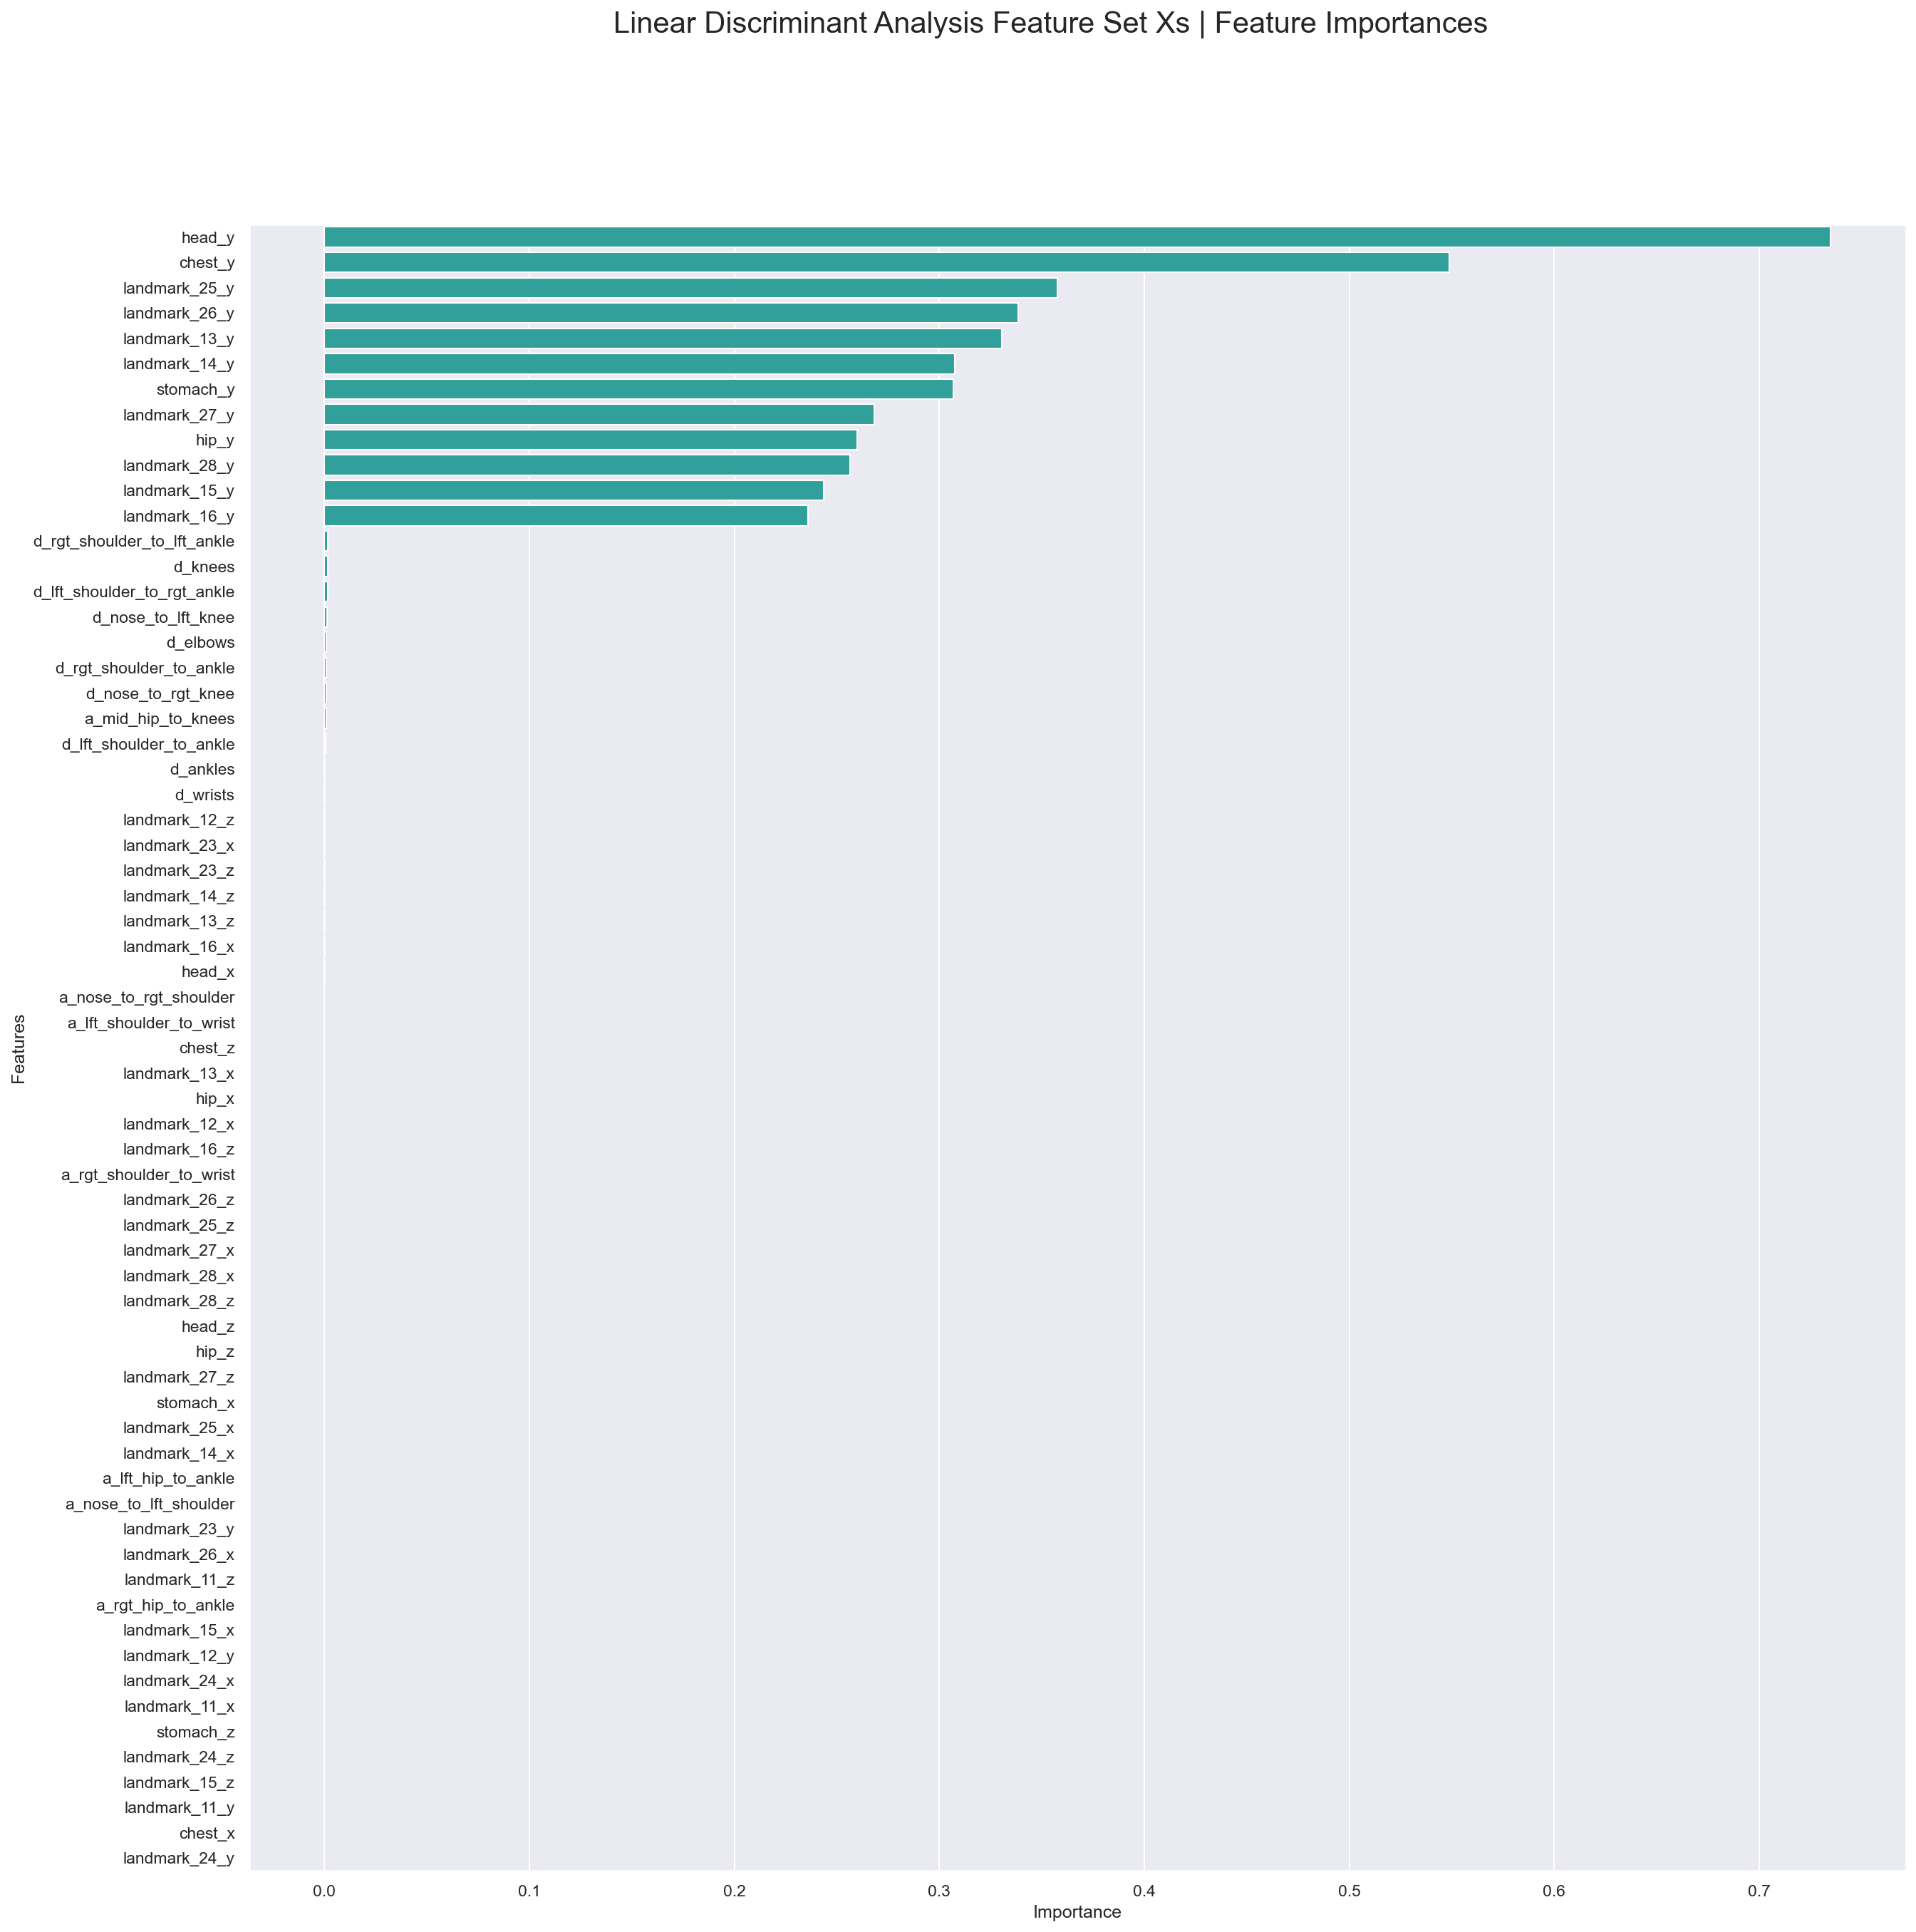 Linear Discriminant Analysis Feature Set Xs | Feature Importances
head_y
chest_y
landmark_25_y
landmark_26_y
landmark_13_y
landmark_14_y
stomach_y
landmark_27_y
hip_y
landmark_28_y
landmark_15_y
landmark_16_y
d_rgt_shoulder_to_lft_ankle
d_knees
d_lft_shoulder_to_rgt_ankle
d_nose_to_lft_knee
d_elbows
d_rgt_shoulder_to_ankle
d_nose_to_rgt_knee
a_mid_hip_to_knees
d_lft_shoulder_to_ankle
d_ankles
d_wrists
landmark_12_z
landmark_23_x
landmark_23_z
landmark_14_z
landmark_13_z
landmark_16_x
head_x
a_nose_to_rgt_shoulder
a_lft_shoulder_to_wrist
chest_z
landmark_13_x
hip_x
landmark_12_x
landmark_16_z
a_rgt_shoulder_to_wrist
landmark_26_z
landmark_25_z
landmark_27_x
landmark_28_x
landmark_28_z
head_z
hip_z
landmark_27_z
stomach_x
landmark_25_x
landmark_14_x
a_lft_hip_to_ankle
a_nose_to_lft_shoulder
landmark_23_y
landmark_26_x
landmark_11_z
a_rgt_hip_to_ankle
landmark_15_x
landmark_12_y
landmark_24_x
landmark_11_x
stomach_z
landmark_24_z
landmark_15_z
landmark_11_y
chest_x
landmark_24_y
Features
0.0 0.1 0.2 0.3 0.4 0.5 0.6 0.7
Importance